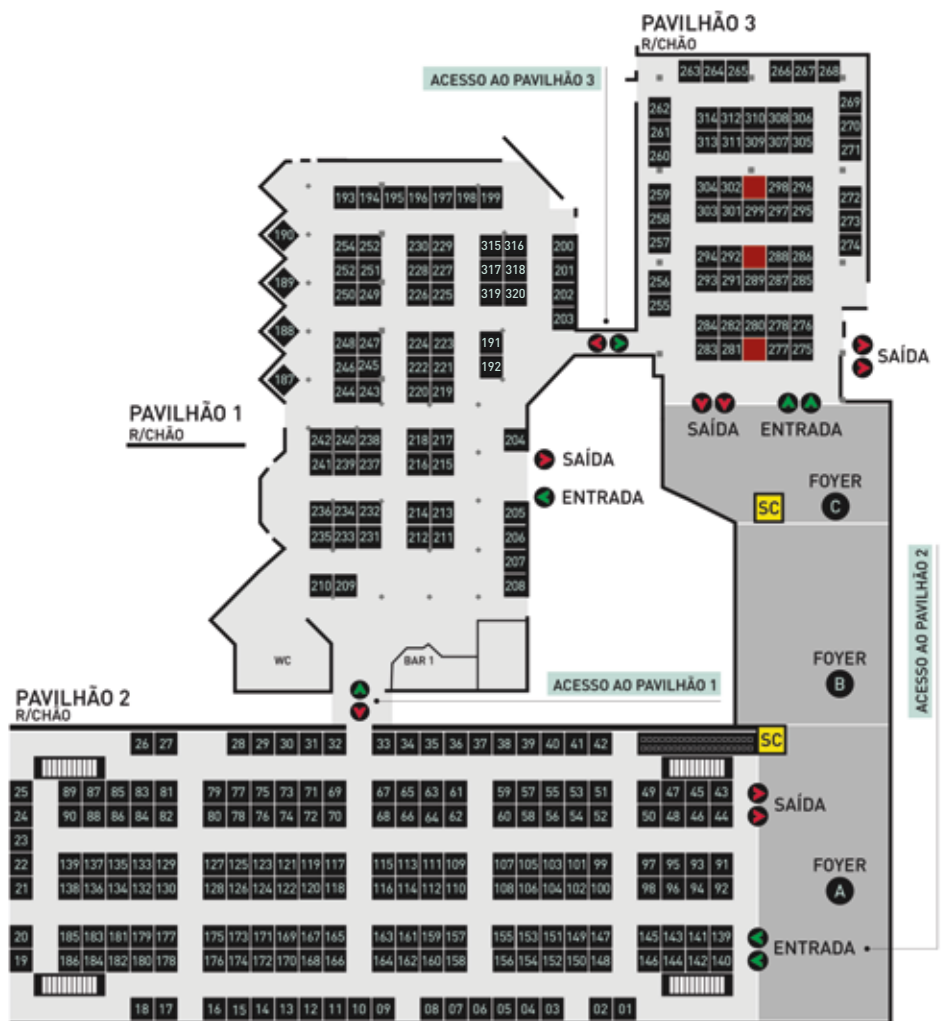 PAVILHÃO 3
R/CHÃO
ACESSO AO PAVILHÃO 3
263 264 265 266 267 268
262 314 312 310 308 306 269
261 313 311 309 307 305 270
260 271
259 304 302 298 296 272
258 303 301 299 297 295 273
257 294 292 288 286 274
256 293 291 289 287 285
255
284 282 280 278 276
283 281 277 275
SAÍDA
SAÍDA ENTRADA
193 194 195 196 197 198 199
190
189
188
187
254 252 230 229 315 316 200
252 251 228 227 317 318 201
250 249 226 225 319 320 202
203
248 247 224 223 191
246 245 222 221 192
244 243 220 219
PAVILHÃO 1
R/CHÃO
242 240 238 218 217 204
241 239 237 216 215
SAÍDA
ENTRADA
236 234 232 214 213 205
235 233 231 212 211 206
207
210 209 208
WC
BAR 1
FOYER
C
SC
ACESSO AO PAVILHÃO 2
FOYER
B
ACESSO AO PAVILHÃO 1
PAVILHÃO 2
R/CHÃO
SC
26 27 28 29 30 31 32 33 34 35 36 37 38 39 40 41 42
25 89 87 85 83 81 79 77 75 73 71 69 67 65 63 61 59 57 55 53 51 49 47 45 43
24 90 88 86 84 82 80 78 76 74 72 70 68 66 64 62 60 58 56 54 52 50 48 46 44
SAÍDA
23
22 139 137 135 133 129 127 125 123 121 119 117 115 113 111 109 107 105 103 101 99 97 95 93 91
21 138 136 134 132 130 128 126 124 122 120 118 116 114 112 110 108 106 104 102 100 98 96 94 92
FOYER
A
20 185 183 181 179 177 175 173 171 169 167 165 163 161 159 157 155 153 151 149 147 145 143 141 139
19 186 184 182 180 178 176 174 172 170 168 166 164 162 160 158 156 154 152 150 148 146 144 142 140
ENTRADA
18 17 16 15 14 13 12 11 10 09 08 07 06 05 04 03 02 01